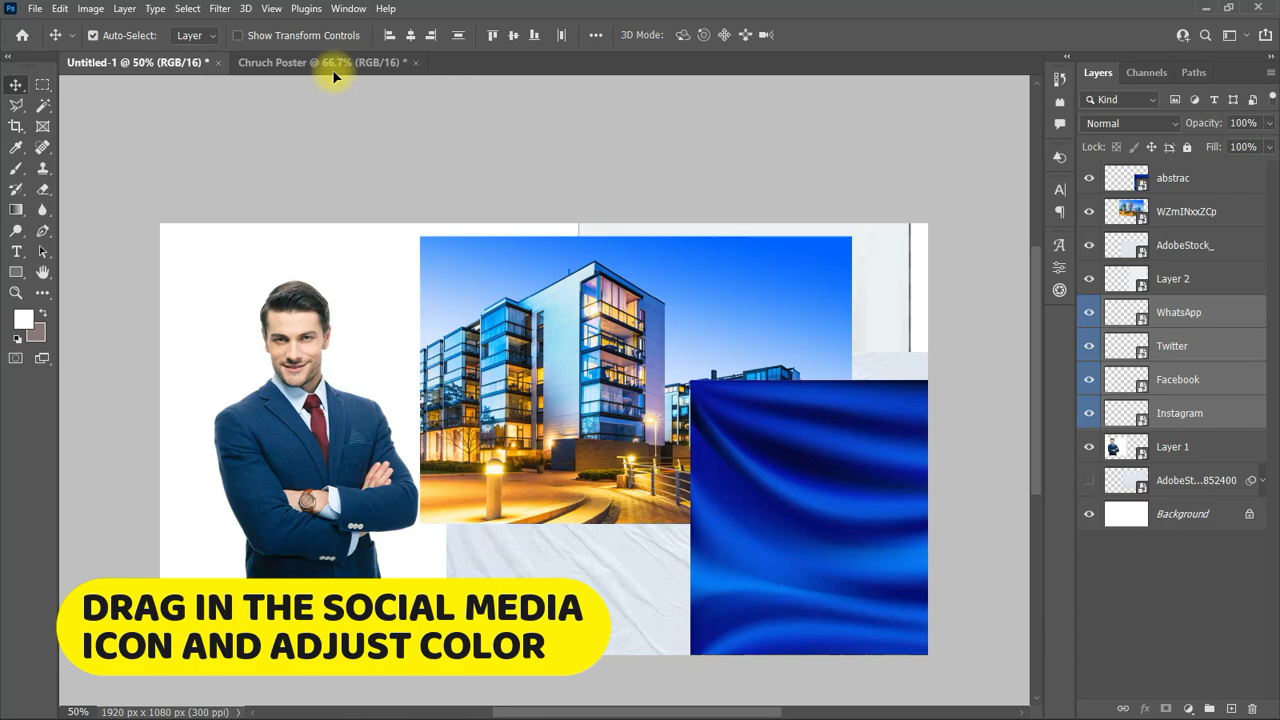 Ps File Edit Image Layer Type Select Filter 3D View Plugins Window Help
Auto-Select: Layer Show Transform Controls 3D Mode:
Untitled-1 @ 50% (RGB/16) * × Chruch Poster @ 66.7% (RGB/16) * ×
Layers Channels Paths
Kind
Normal Opacity: 100%
Lock: Fill: 100%
abstrac
WZmINxxZCp
AdobeStock_
Layer 2
WhatsApp
Twitter
Facebook
Instagram
Layer 1
AdobeSt...852400
Background
DRAG IN THE SOCIAL MEDIA
ICON AND ADJUST COLOR
50% 1920 px x 1080 px (300 ppi)